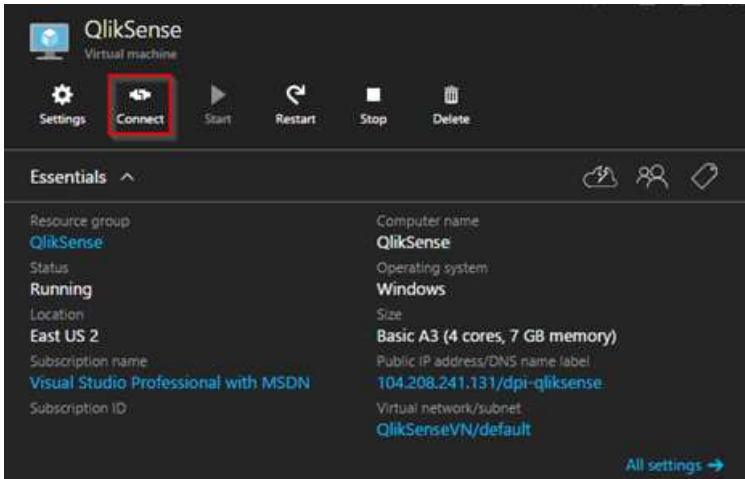 QlikSense
Virtual machine
Settings
Connect
Start
Restart
Stop
Delete
Essentials
Resource group
QlikSense
Status
Running
Location
East US 2
Subscription name
Visual Studio Professional with MSDN
Subscription ID
Computer name
QlikSense
Operating system
Windows
Size
Basic A3 (4 cores, 7 GB memory)
Public IP address/DNS name label
104.208.241.131/dpi-qliksense
Virtual network/subnet
QlikSenseVN/default
All settings →